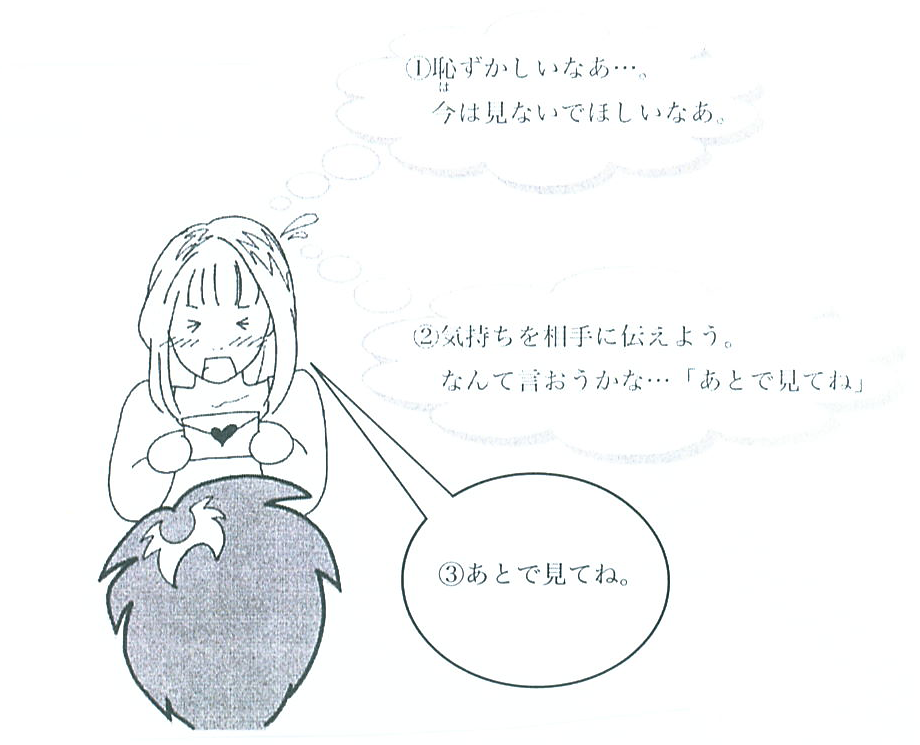 ①恥ずかしいなあ…。
は
今は見ないでほしいなあ。
②気持ちを相手に伝えよう。
なんて言おうかな…「あとで見てね」
③あとで見てね。